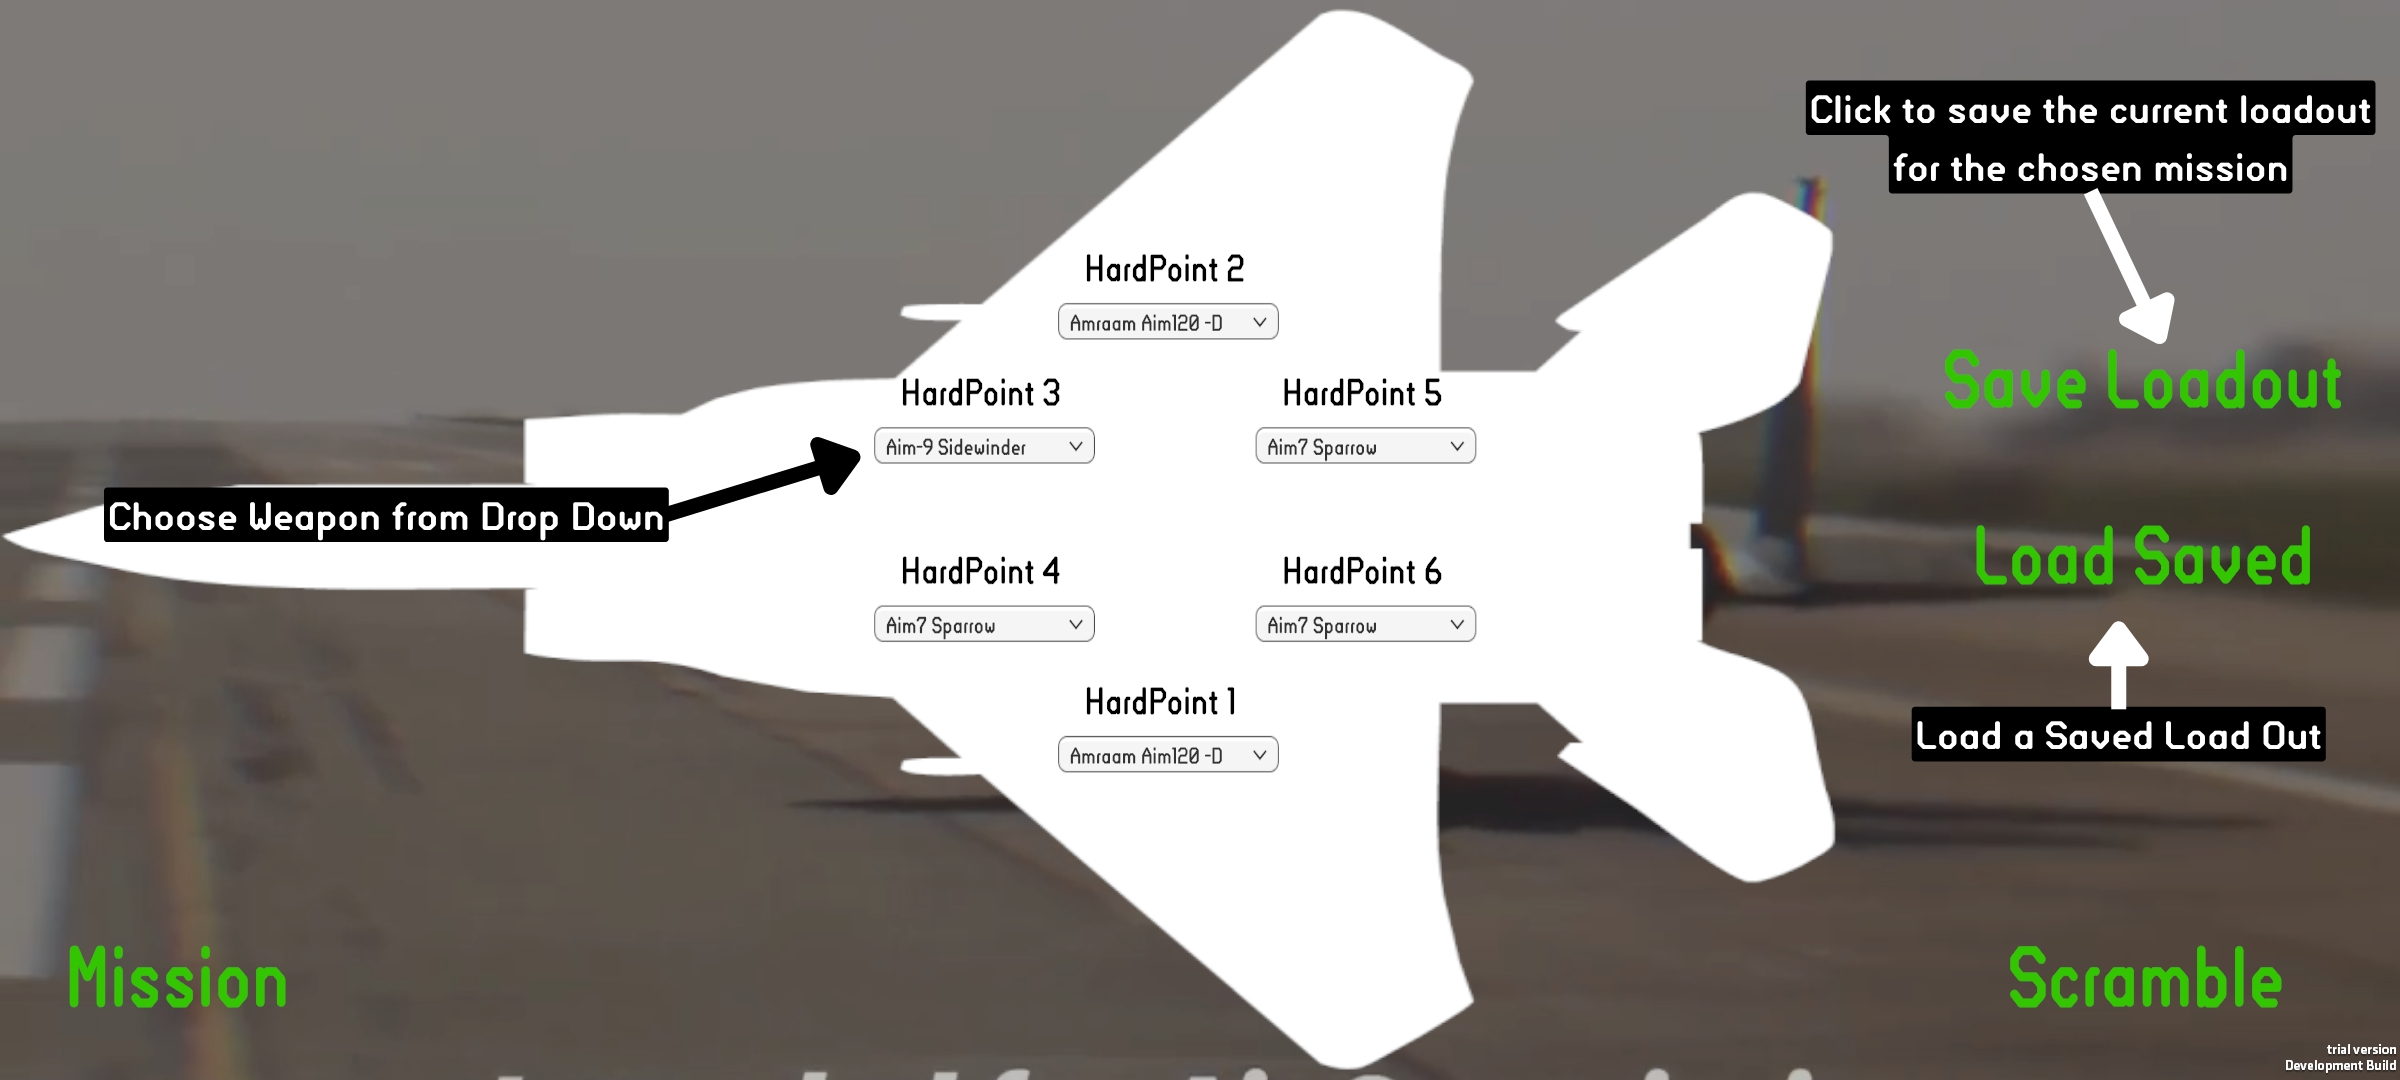 Click to save the current loadout
for the chosen mission
HardPoint 2
Amraam Aim120 -D
Save Loadout
HardPoint 3
HardPoint 5
Aim-9 Sidewinder
Aim7 Sparrow
Choose Weapon from Drop Down
Load Saved
HardPoint 4
HardPoint 6
Aim7 Sparrow
Aim7 Sparrow
HardPoint 1
Load a Saved Load Out
Amraam Aim120 -D
Mission
Scramble
trial version
Development Build